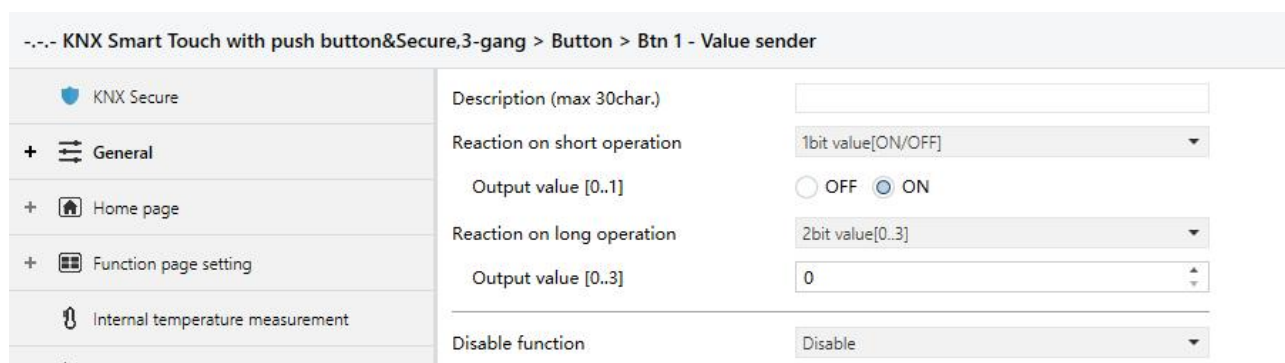 -.-.- KNX Smart Touch with push button&Secure,3-gang > Button > Btn 1 - Value sender
KNX Secure
+ General
+ Home page
+ Function page setting
Internal temperature measurement
Description (max 30char.)
Reaction on short operation 1bit value[ON/OFF]
Output value [0..1] OFF ON
Reaction on long operation 2bit value[0..3]
Output value [0..3] 0
Disable function Disable